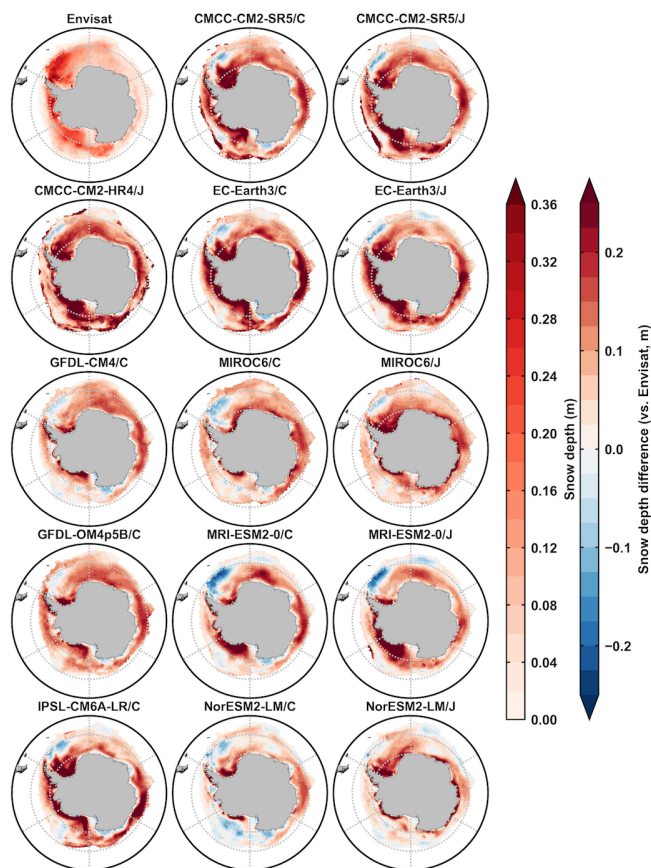 Envisat
CMCC-CM2-SR5/C
CMCC-CM2-SR5/J
CMCC-CM2-HR4/J
EC-Earth3/C
EC-Earth3/J
GFDL-CM4/C
MIROC6/C
MIROC6/J
GFDL-OM4p5B/C
MRI-ESM2-0/C
MRI-ESM2-0/J
IPSL-CM6A-LR/C
NorESM2-LM/C
NorESM2-LM/J
0.36
0.32
0.28
0.24
0.20
0.16
0.12
0.08
0.04
0.00
Snow depth (m)
0.2
0.1
0.0
−0.1
−0.2
Snow depth difference (vs. Envisat, m)